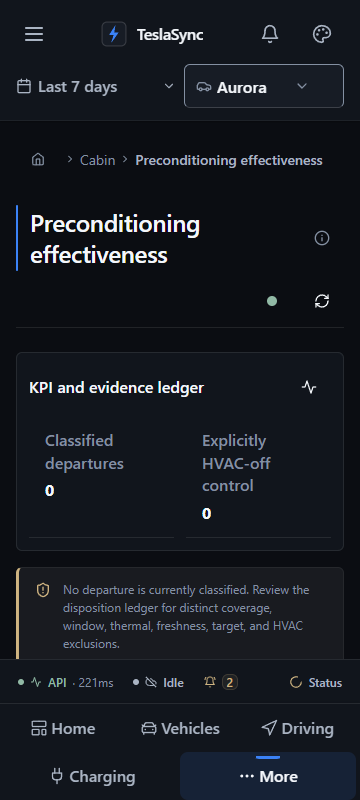 TeslaSync
Last 7 days
Aurora
Cabin
Preconditioning effectiveness
Preconditioning
effectiveness
KPI and evidence ledger
Classified
departures
0
Explicitly
HVAC-off
control
0
No departure is currently classified. Review the
disposition ledger for distinct coverage,
window, thermal, freshness, target, and HVAC
exclusions.
API · 221ms
Idle
2
Status
Home
Vehicles
Driving
Charging
More